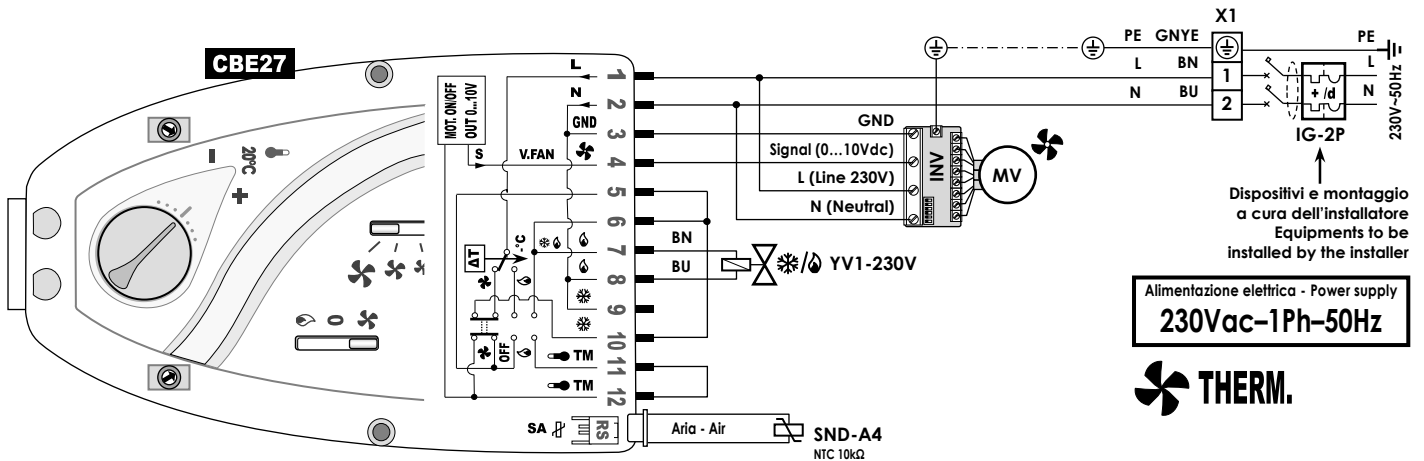 CBE27
20°C
-
+
O
MOT. ON/OFF
OUT 0...10V
L
N
GND
S
V.FAN
ΔT
-°C
OFF
TM
TM
SA
RS
1
2
3
4
5
6
7
8
9
10
11
12
GND
Signal (0...10Vdc)
L (Line 230V)
N (Neutral)
INV
MV
BN
BU
YV1-230V
Aria - Air
SND-A4
NTC 10kΩ
X1
PE GNYE
PE
L BN
1
L
N BU
2
N
+ /d
IG-2P
230V~50Hz
Dispositivi e montaggio
a cura dell'installatore
Equipments to be
installed by the installer
Alimentazione elettrica - Power supply
230Vac–1Ph–50Hz
THERM.